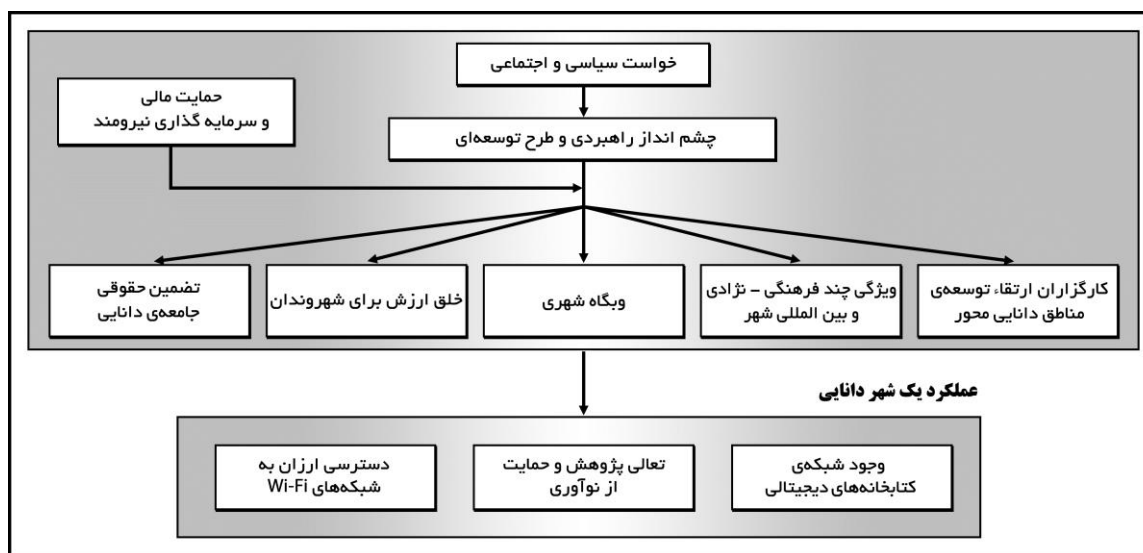 خواست سیاسی و اجتماعی
حمایت مالی
و سرمایه گذاری نیرومند
چشم انداز راهبردی و طرح توسعه‌ای
کارگزاران ارتقاء توسعه‌ی
مناطق دانایی محور
ویژگی چند فرهنگی - نژادی
و بین المللی شهر
وبگاه شهری
خلق ارزش برای شهروندان
تضمین حقوقی
جامعه‌ی دانایی
عملکرد یک شهر دانایی
وجود شبکه‌ی
کتابخانه‌های دیجیتالی
تعالی پژوهش و حمایت
از نوآوری
دسترسی ارزان به
شبکه‌های Wi-Fi